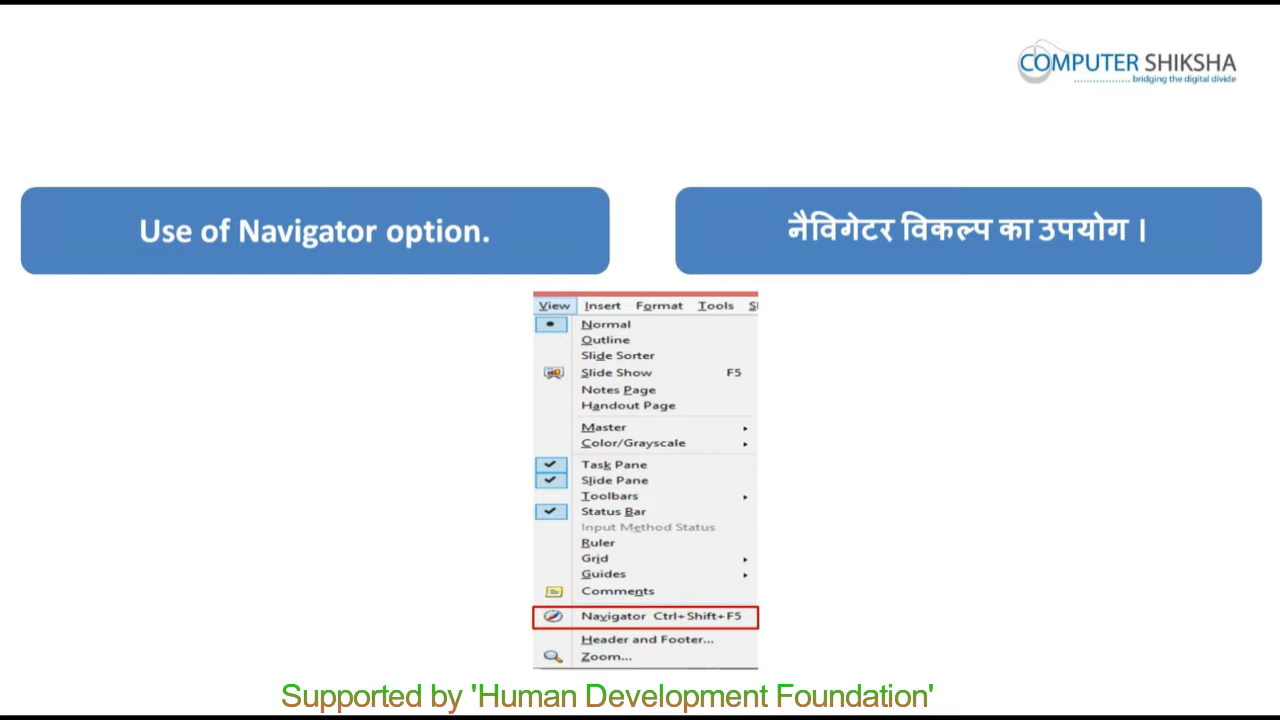 COMPUTER SHIKSHA
bridging the digital divide
Use of Navigator option.
नैविगेटर विकल्प का उपयोग ।
View Insert Format Tools
Normal
Outline
Slide Sorter
Slide Show F5
Notes Page
Handout Page
Master
Color/Grayscale
Task Pane
Slide Pane
Toolbars
Status Bar
Input Method Status
Ruler
Grid
Guides
Comments
Navigator Ctrl+Shift+F5
Header and Footer...
Zoom...
Supported by 'Human Development Foundation'